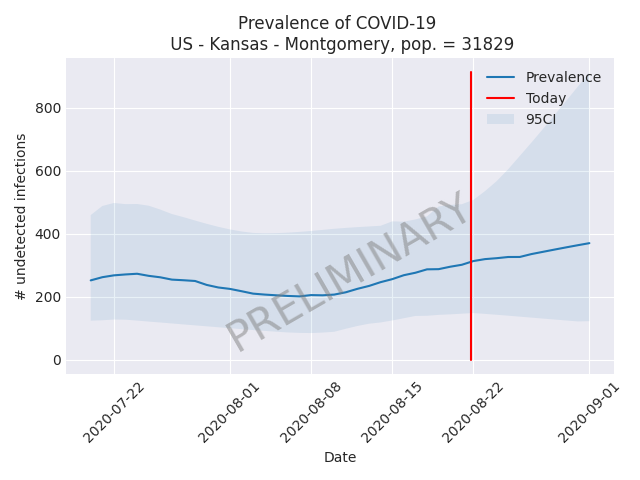 Prevalence of COVID-19
US - Kansas - Montgomery, pop. = 31829
Prevalence
Today
95CI
PRELIMINARY
# undetected infections
800
600
400
200
0
2020-07-22
2020-08-01
2020-08-08
2020-08-15
2020-08-22
2020-09-01
Date